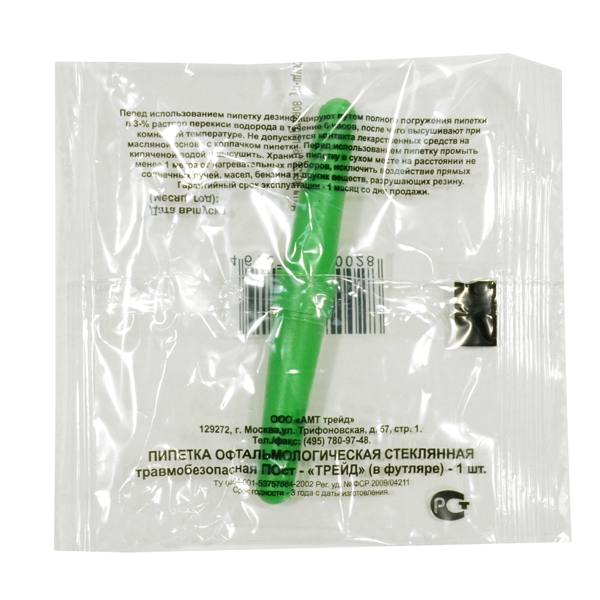 Перед использованием пипетку дезинфицируют путем полного погружения пипетки
в 3-% раствор перекиси водорода в течение 6 часов, после чего высушивают при
комнатной температуре. Не допускается контакта лекарственных средств на
масляной основе с колпачком пипетки. Перед использованием пипетку промыть
кипяченой водой и высушить. Хранить пипетку в сухом месте на расстоянии не
менее 1 метра от нагревательных приборов, исключить воздействие прямых
солнечных лучей, масел, бензина и других веществ, разрушающих резину.
Гарантийный срок эксплуатации - 1 месяц со дня продажи.
(месяц, год):
Дата выпуска
0028
ООО «АМТ трейд»
129272, г. Москва, ул. Трифоновская, д. 57, стр. 1.
Тел./факс: (495) 780-97-48.
ПИПЕТКА ОФТАЛЬМОЛОГИЧЕСКАЯ СТЕКЛЯННАЯ
травмобезопасная ПОст - «ТРЕЙД» (в футляре) - 1 шт.
ТУ 9464-001-53757864-2002 Рег. уд. № ФСР 2009/04211
Срок годности - 3 года с даты изготовления.
РСТ